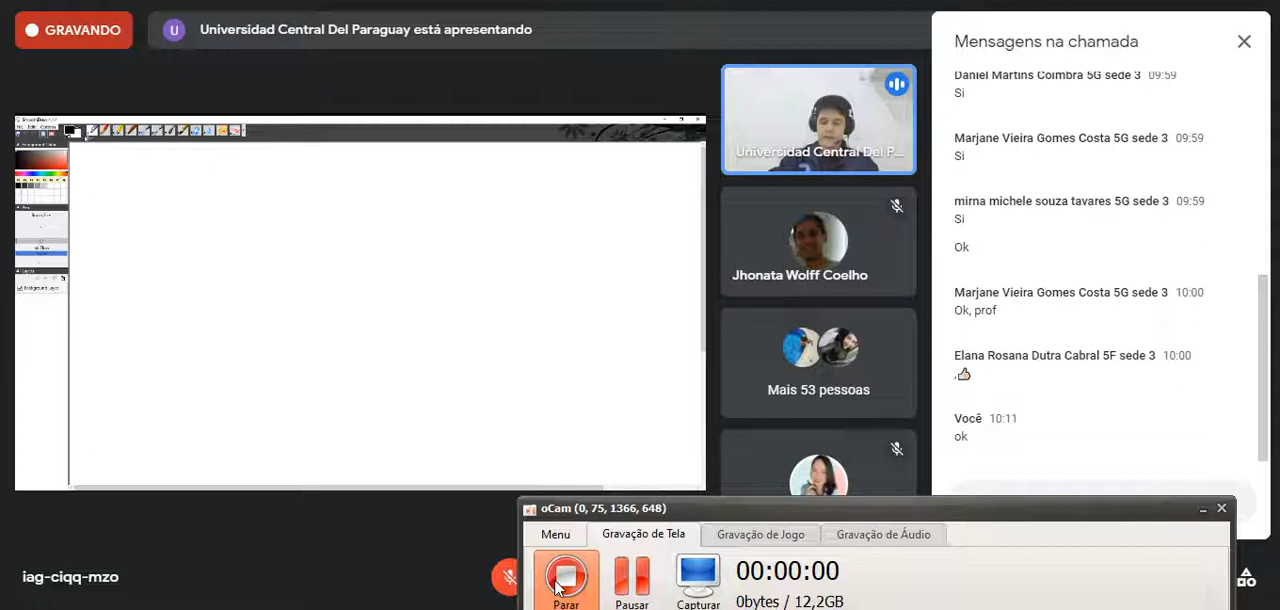 GRAVANDO
U
Universidad Central Del Paraguay está apresentando
Mensagens na chamada
Daniel Martins Coimbra 5G sede 3 09:59
Si
Marjane Vieira Gomes Costa 5G sede 3 09:59
Si
mirna michele souza tavares 5G sede 3 09:59
Si
Ok
Marjane Vieira Gomes Costa 5G sede 3 10:00
Ok, prof
Elana Rosana Dutra Cabral 5F sede 3 10:00
,👍
Você 10:11
ok
Universidad Central Del P...
Jhonata Wolff Coelho
Mais 53 pessoas
iag-ciqq-mzo
oCam (0, 75, 1366, 648)
Menu
Gravação de Tela
Gravação de Jogo
Gravação de Áudio
Parar
Pausar
Capturar
00:00:00
0bytes / 12,2GB